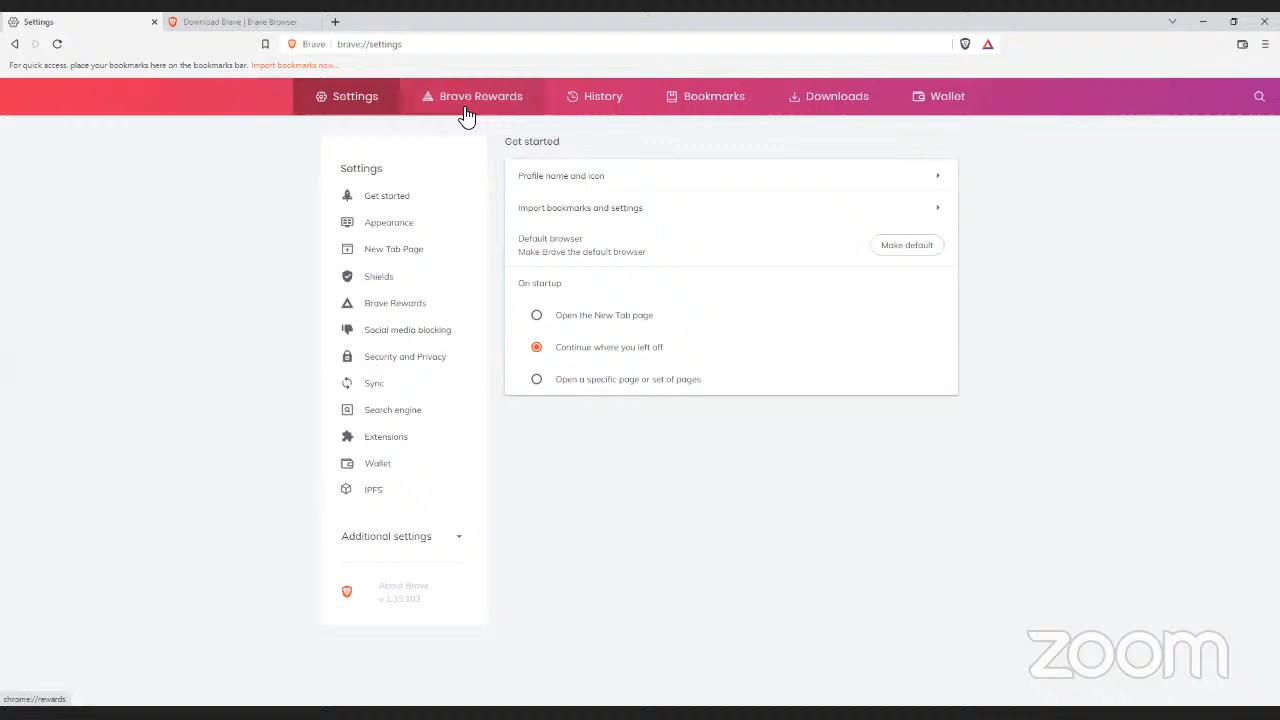 Settings
Download Brave | Brave Browser
Brave
brave://settings
For quick access, place your bookmarks here on the bookmarks bar. Import bookmarks now...
Settings
Brave Rewards
History
Bookmarks
Downloads
Wallet
Settings
Get started
Appearance
New Tab Page
Shields
Brave Rewards
Social media blocking
Security and Privacy
Sync
Search engine
Extensions
Wallet
IPFS
Additional settings
About Brave
v 1.35.103
Get started
Profile name and icon
Import bookmarks and settings
Default browser
Make Brave the default browser
Make default
On startup
Open the New Tab page
Continue where you left off
Open a specific page or set of pages
zoom
chrome://rewards